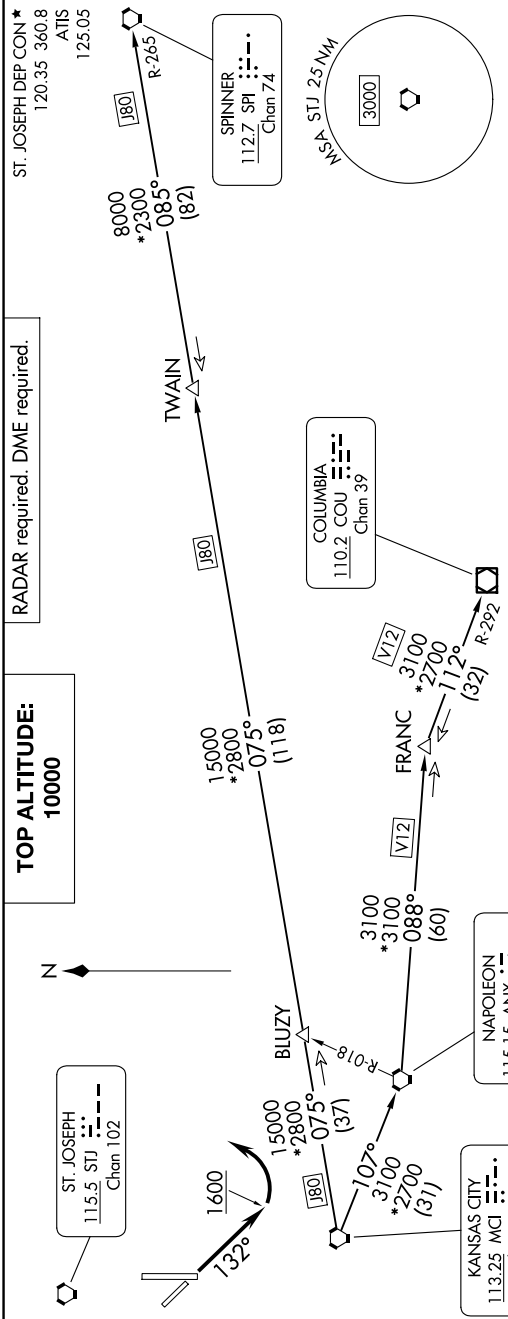 RADAR required. DME required.
TOP ALTITUDE:
10000
ST. JOSEPH DEP CON ★
120.35 360.8
ATIS
125.05
N
ST. JOSEPH
115.5 STJ
Chan 102
1600
132°
SPINNER
112.7 SPI
Chan 74
MSA STJ 25 NM
3000
R-265
J80
8000
*2300
085°
(82)
TWAIN
J80
15000
*2800
075°
(118)
BLUZY
15000
*2800
075°
(37)
J80
R-018
COLUMBIA
110.2 COU
Chan 39
R-292
V12
3100
*2700
112°
(32)
FRANC
V12
3100
*3100
088°
(60)
107°
3100
*2700
(31)
NAPOLEON
KANSAS CITY
113.25 MCI